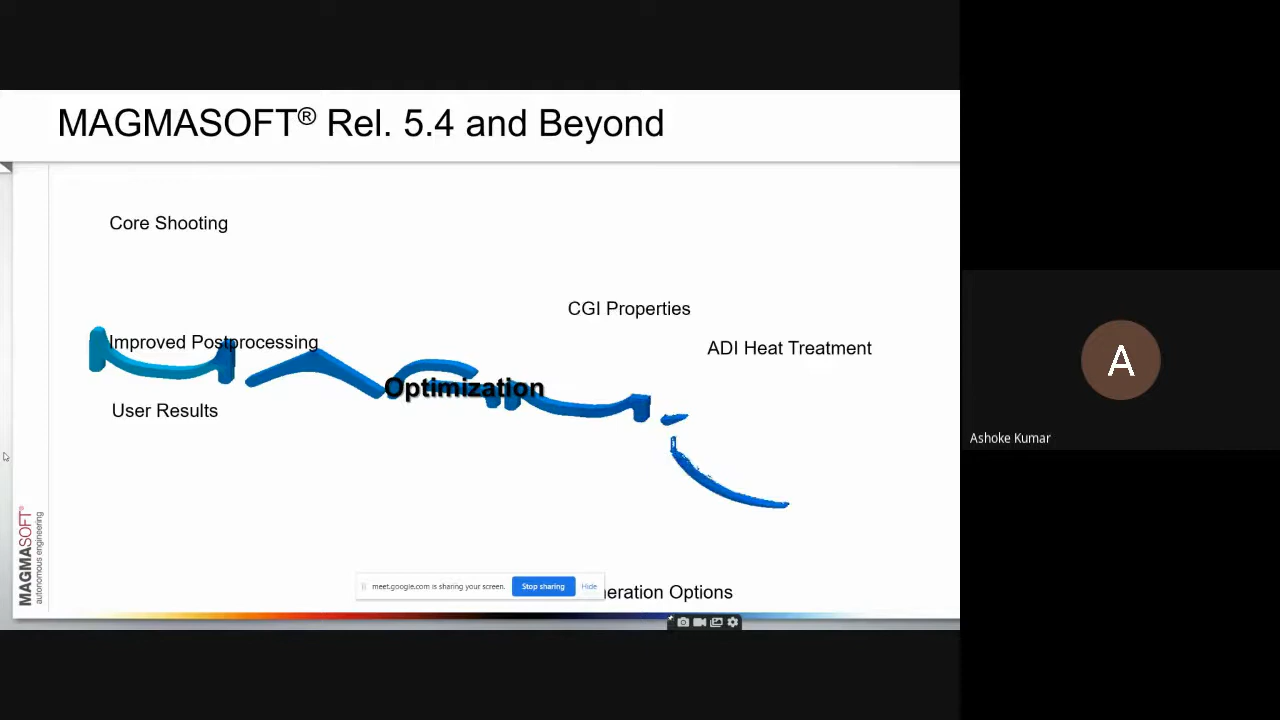 MAGMASOFT® Rel. 5.4 and Beyond
Core Shooting
CGI Properties
Improved Postprocessing
ADI Heat Treatment
Optimization
User Results
A
Ashoke Kumar
MAGMASOFT®
autonomous engineering
meet.google.com is sharing your screen.
Stop sharing
Hide
neration Options